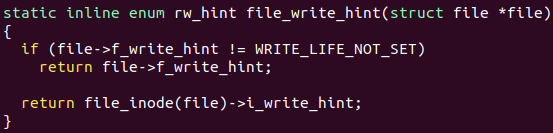 static inline enum rw_hint file_write_hint(struct file *file)
{
  if (file->f_write_hint != WRITE_LIFE_NOT_SET)
    return file->f_write_hint;

  return file_inode(file)->i_write_hint;
}